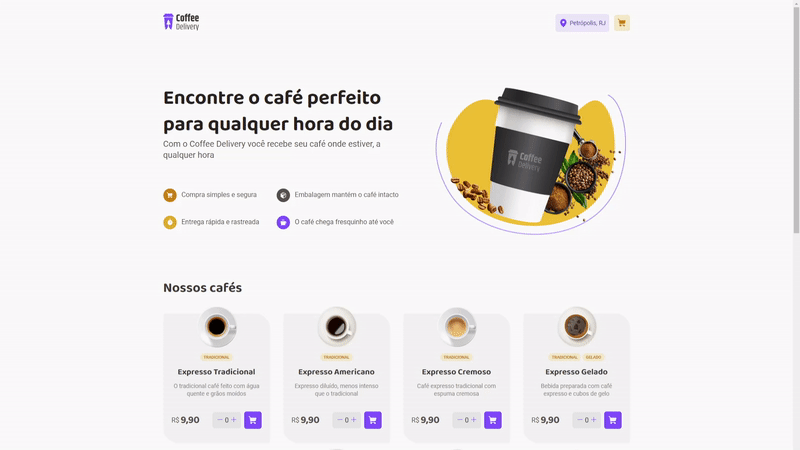 Coffee
Delivery
Petrópolis, RJ
Encontre o café perfeito
para qualquer hora do dia
Com o Coffee Delivery você recebe seu café onde estiver, a
qualquer hora
Coffee
Delivery
Compra simples e segura
Embalagem mantém o café intacto
Entrega rápida e rastreada
O café chega fresquinho até você
Nossos cafés
TRADICIONAL
Expresso Tradicional
O tradicional café feito com água
quente e grãos moídos
R$ 9,90
− 0 +
TRADICIONAL
Expresso Americano
Expresso diluído, menos intenso
que o tradicional
R$ 9,90
− 0 +
TRADICIONAL
Expresso Cremoso
Café expresso tradicional com
espuma cremosa
R$ 9,90
− 0 +
TRADICIONAL GELADO
Expresso Gelado
Bebida preparada com café
expresso e cubos de gelo
R$ 9,90
− 0 +